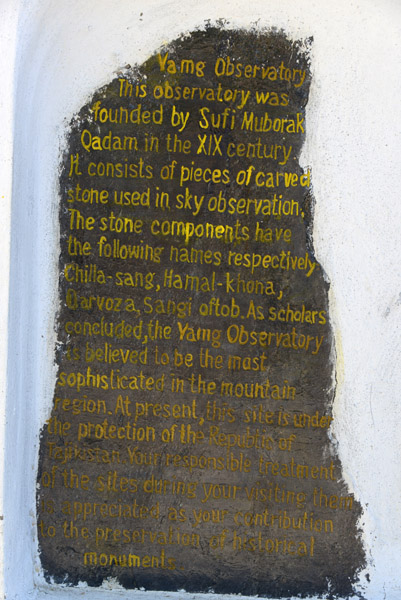 Vamg Observatory
This observatory was
founded by Sufi Muborak
Qadam in the XIX century.
It consists of pieces of carved
stone used in sky observation.
The stone components have
the following names respectively
Chilla-sang, Hamal-khona,
Darvoza, Sangi oftob. As scholars
concluded, the Yamg Observatory
is believed to be the most
sophisticated in the mountain
region. At present, this site is under
the protection of the Republic of
Tajikistan. Your responsible treatment
of the sites during your visiting them
is appreciated as your contribution
to the preservation of historical
monuments